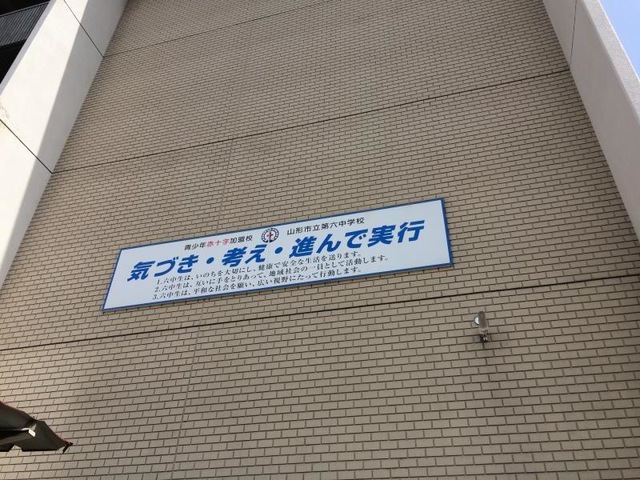 青少年赤十字加盟校 山形市立第六中学校
気づき・考え・進んで実行
1.六中生は、いのちを大切にし、健康で安全な生活を送ります。
2.六中生は、互いに手をとりあって、地域社会の一員として活動します。
3.六中生は、平和な社会を願い、広い視野にたって行動します。